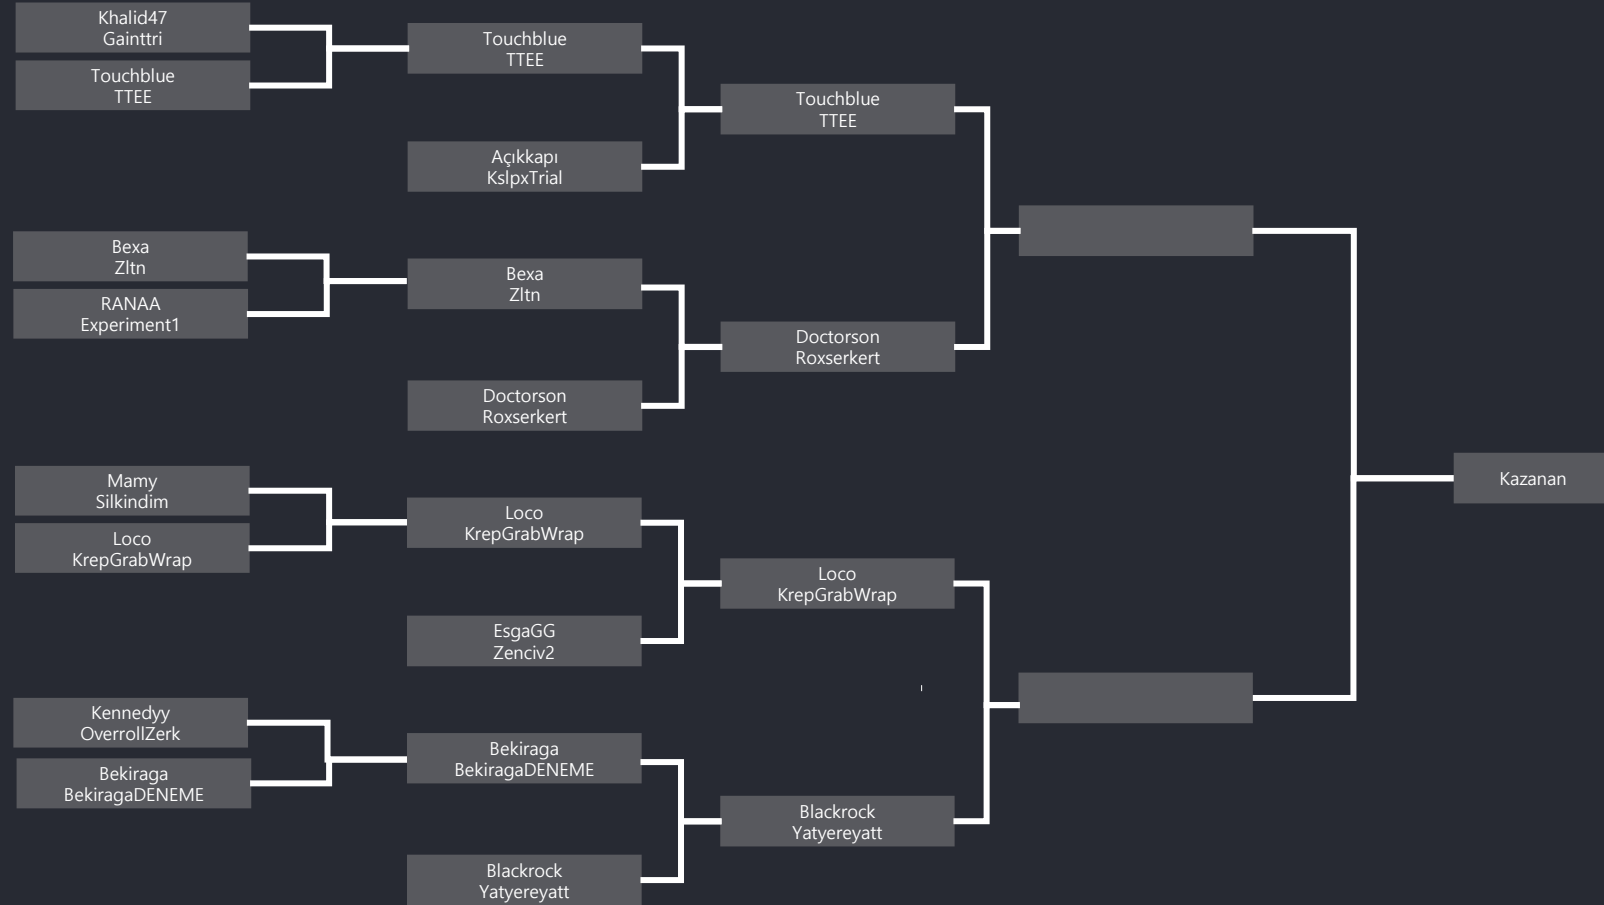 Khalid47
Gainttri
Touchblue
TTEE
Bexa
Zltn
RANAA
Experiment1
Mamy
Silkindim
Loco
KrepGrabWrap
Kennedyy
OverrollZerk
Bekiraga
BekiragaDENEME
Touchblue
TTEE
Açıkkapı
KslpxTrial
Bexa
Zltn
Doctorson
Roxserkert
Loco
KrepGrabWrap
EsgaGG
Zenciv2
Bekiraga
BekiragaDENEME
Blackrock
Yatyereyatt
Touchblue
TTEE
Doctorson
Roxserkert
Loco
KrepGrabWrap
Blackrock
Yatyereyatt
Kazanan